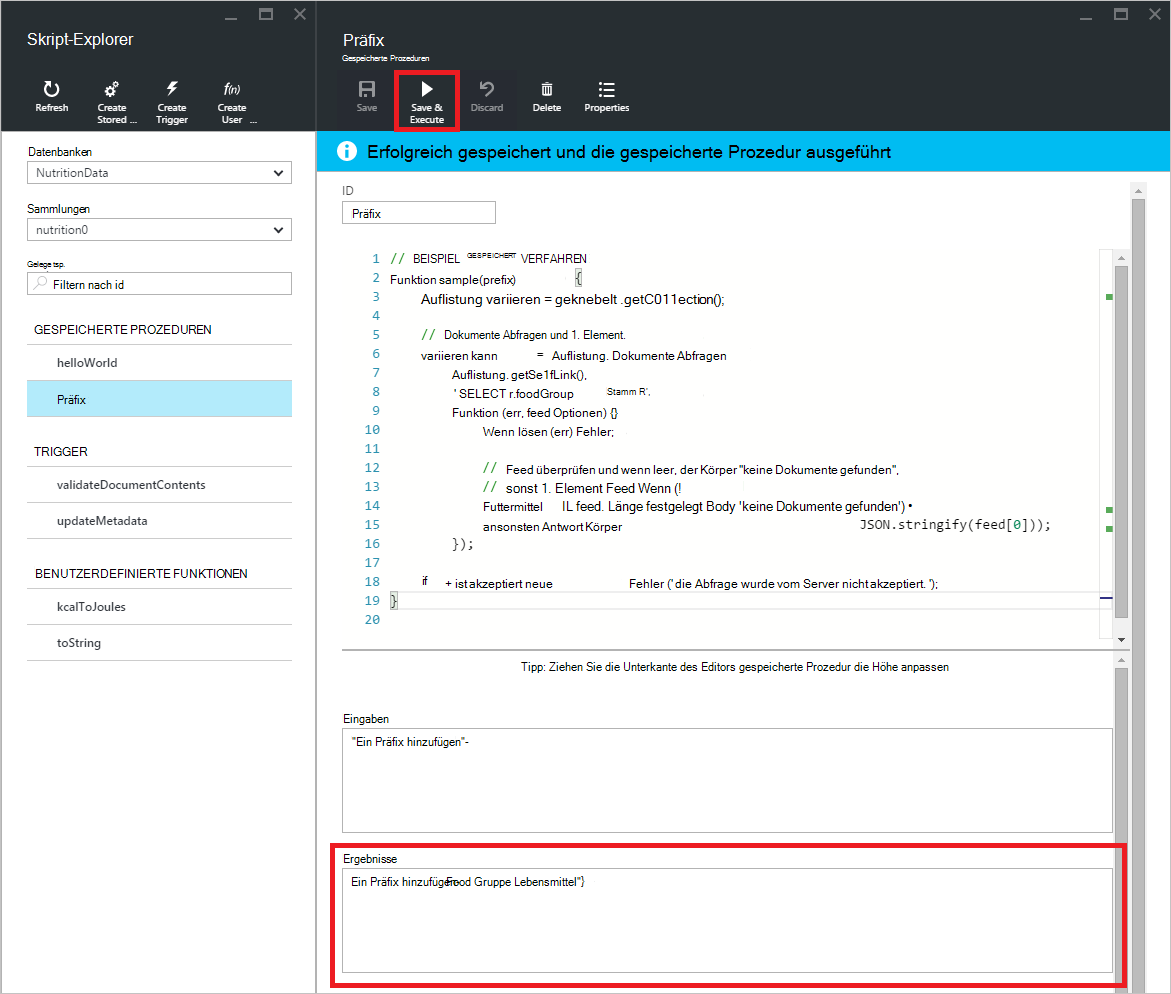 Skript-Explorer
Refresh
Create Stored ...
Create Trigger
f(n)
Create User ...
Datenbanken
NutritionData
Sammlungen
nutrition0
Gelege tsp.
Filtern nach id
GESPEICHERTE PROZEDUREN
helloWorld
Präfix
TRIGGER
validateDocumentContents
updateMetadata
BENUTZERDEFINIERTE FUNKTIONEN
kcalToJoules
toString
Präfix
Gespeicherte Prozeduren
Save
Save & Execute
Discard
Delete
Properties
Erfolgreich gespeichert und die gespeicherte Prozedur ausgeführt
ID
Präfix
1 // BEISPIEL GESPEICHERT VERFAHREN
2 Funktion sample(prefix) {
3 Auflistung variieren = geknebelt .getC011ection();
4
5 // Dokumente Abfragen und 1. Element.
6 variieren kann = Auflistung. Dokumente Abfragen
7 Auflistung. getSe1fLink(),
8 ' SELECT r.foodGroup Stamm R',
9 Funktion (err, feed Optionen) {}
10 Wenn lösen (err) Fehler;
11
12 // Feed überprüfen und wenn leer, der Körper "keine Dokumente gefunden",
13 // sonst 1. Element Feed Wenn (!
14 Futtermittel IL feed. Länge festgelegt Body 'keine Dokumente gefunden') •
15 ansonsten Antwort Körper JSON.stringify(feed[0]));
16 });
17
18 if + ist akzeptiert neue Fehler (' die Abfrage wurde vom Server nicht akzeptiert. ');
19 }
20
Tipp: Ziehen Sie die Unterkante des Editors gespeicherte Prozedur die Höhe anpassen
Eingaben
"Ein Präfix hinzufügen"-
Ergebnisse
Ein Präfix hinzufügen- Food Gruppe Lebensmittel"}